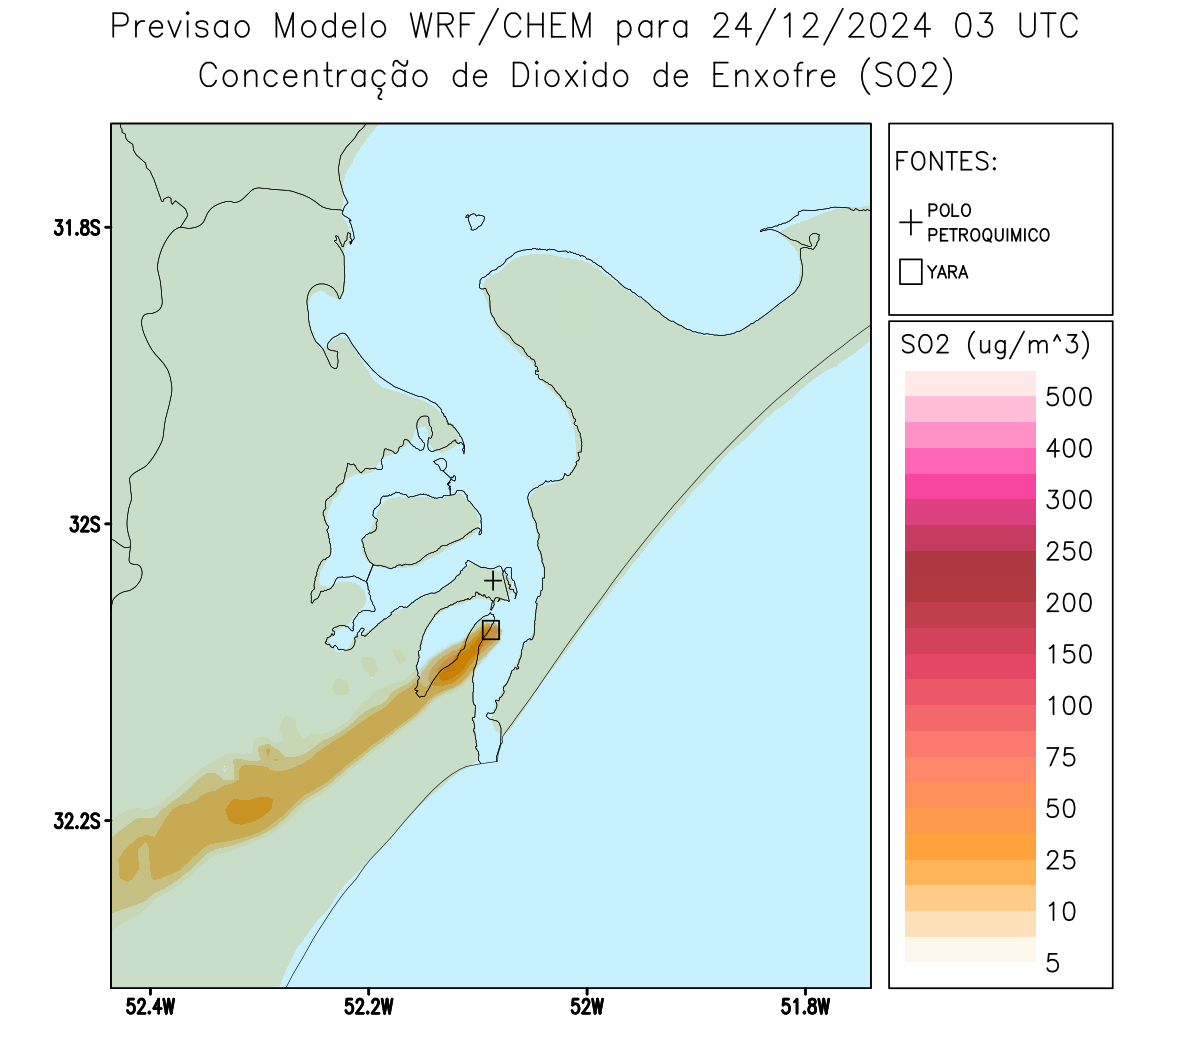 Previsao Modelo WRF/CHEM para 24/12/2024 03 UTC
Concentração de Dioxido de Enxofre (SO2)
FONTES:
POLO
PETROQUIMICO
YARA
31.8S
32S
32.2S
52.4W
52.2W
52W
51.8W
SO2 (ug/m^3)
500
400
300
250
200
150
100
75
50
25
10
5